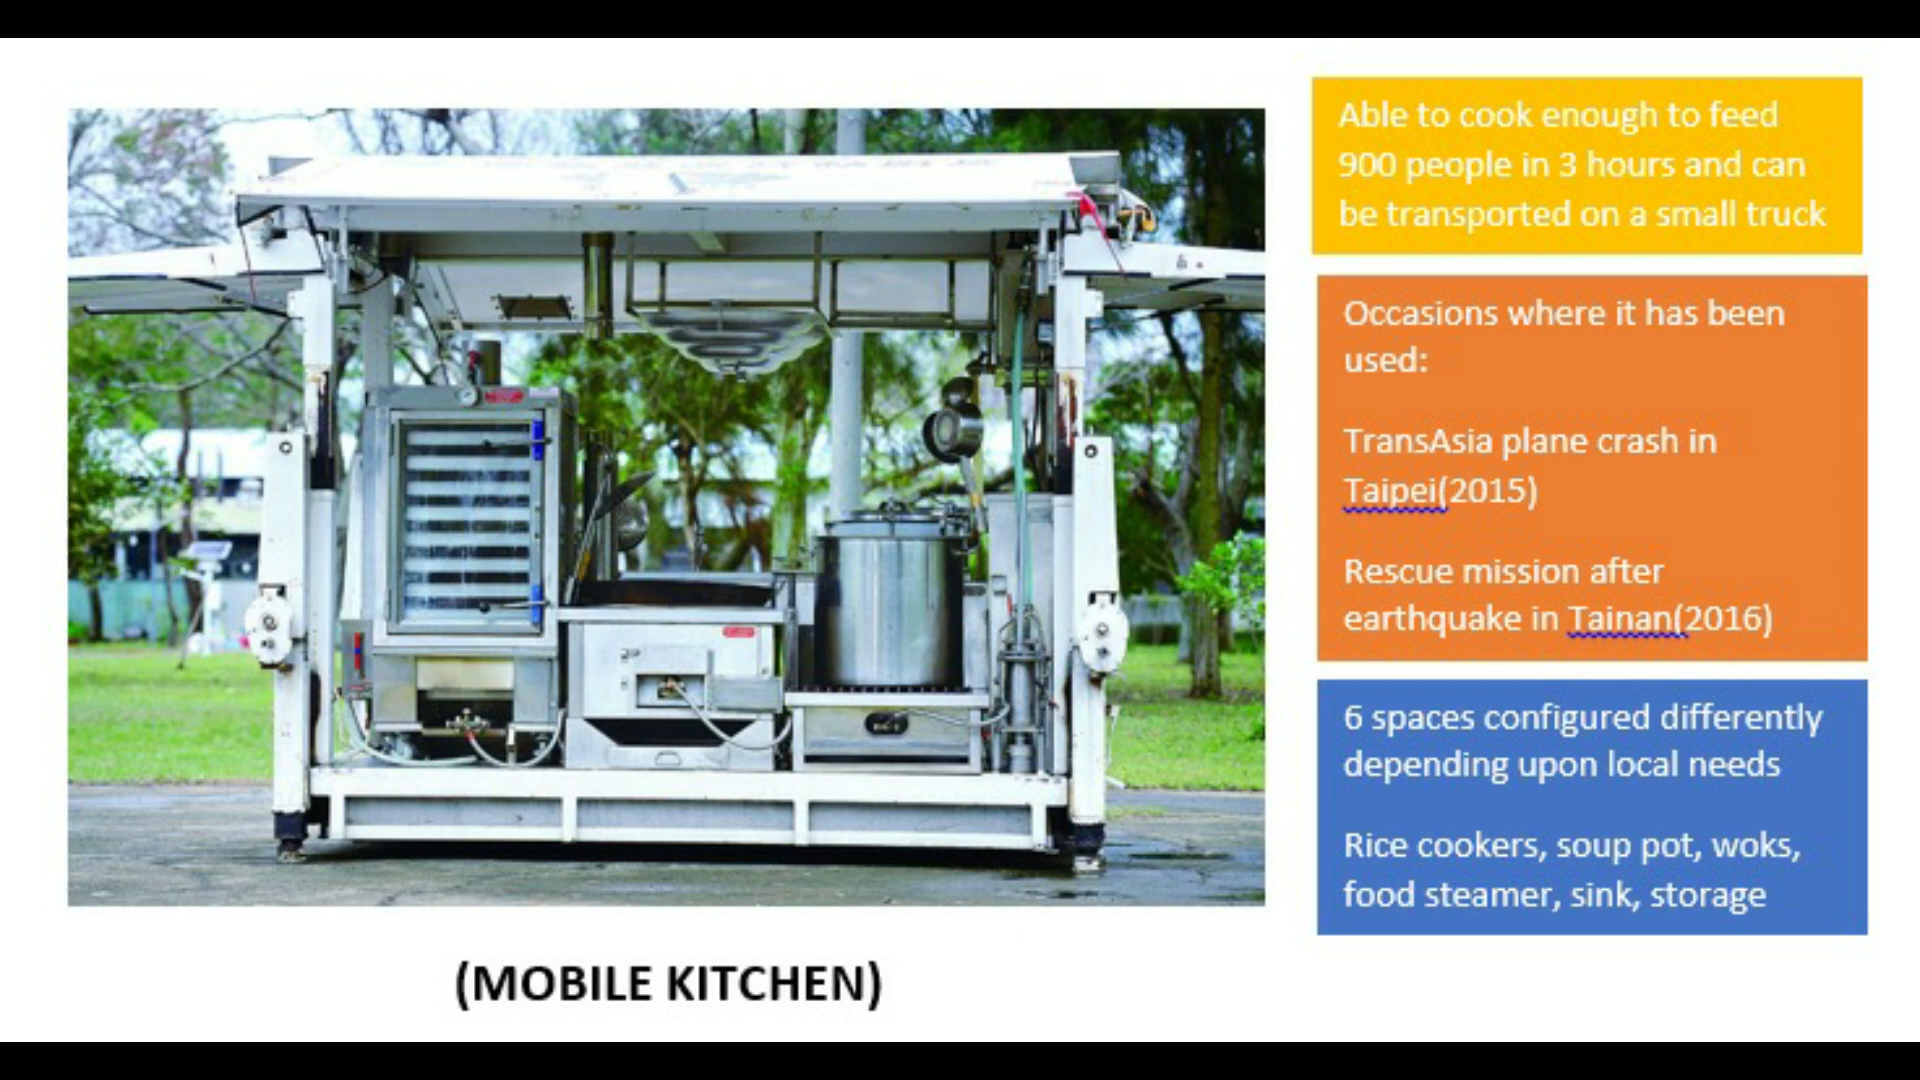 Able to cook enough to feed
900 people in 3 hours and can
be transported on a small truck
Occasions where it has been
used:
TransAsia plane crash in
Taipei(2015)
Rescue mission after
earthquake in Tainan(2016)
6 spaces configured differently
depending upon local needs
Rice cookers, soup pot, woks,
food steamer, sink, storage
(MOBILE KITCHEN)